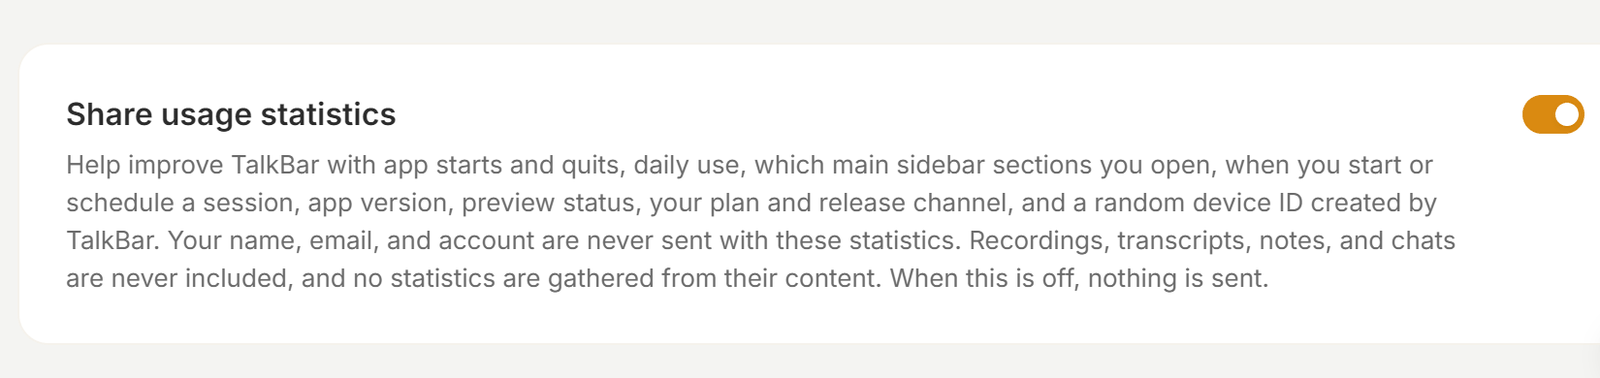 Share usage statistics
Help improve TalkBar with app starts and quits, daily use, which main sidebar sections you open, when you start or
schedule a session, app version, preview status, your plan and release channel, and a random device ID created by
TalkBar. Your name, email, and account are never sent with these statistics. Recordings, transcripts, notes, and chats
are never included, and no statistics are gathered from their content. When this is off, nothing is sent.